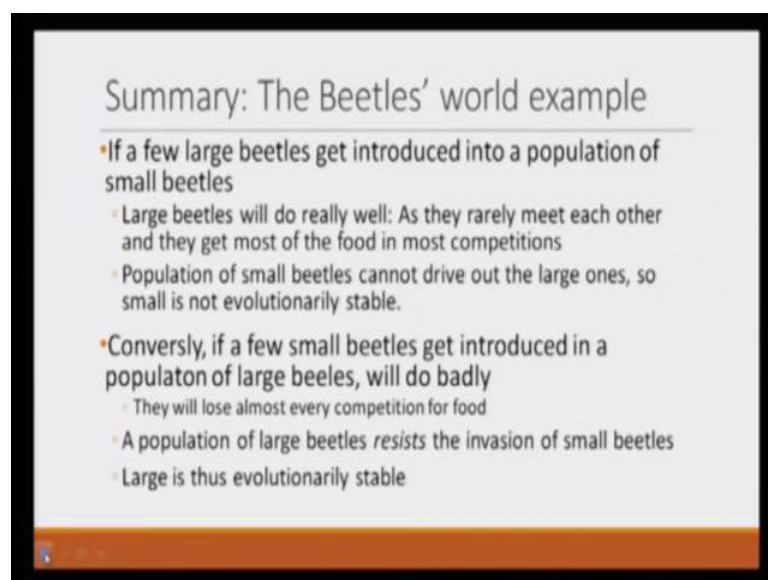 Summary: The Beetles' world example
•If a few large beetles get introduced into a population of
small beetles
Large beetles will do really well: As they rarely meet each other
and they get most of the food in most competitions
Population of small beetles cannot drive out the large ones, so
small is not evolutionarily stable.
•Conversly, if a few small beetles get introduced in a
populaton of large beeles, will do badly
They will lose almost every competition for food
A population of large beetles resists the invasion of small beetles
Large is thus evolutionarily stable